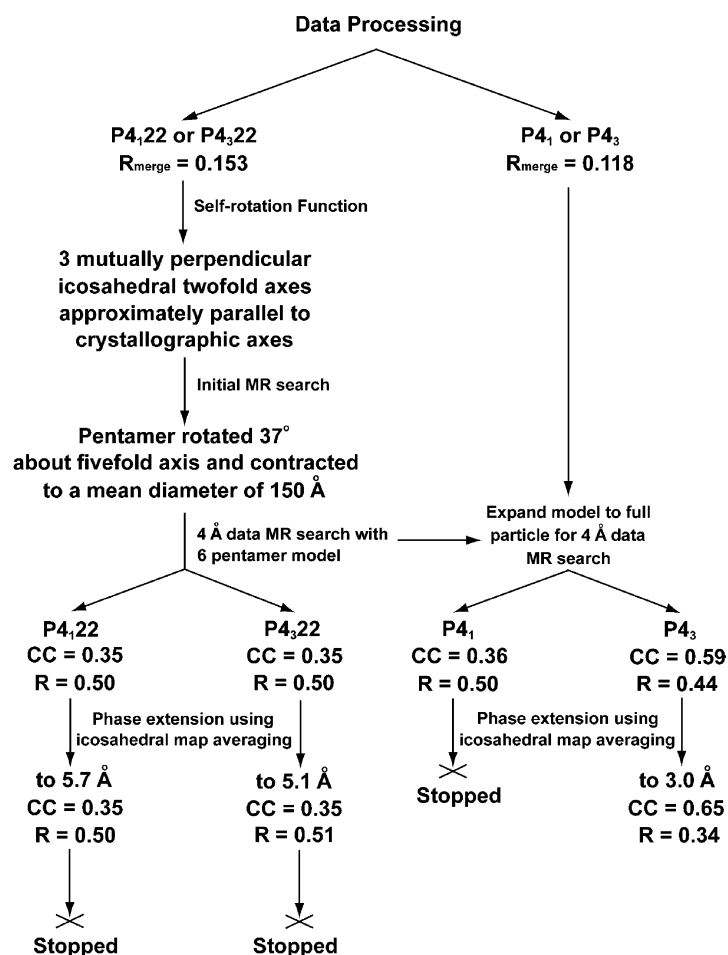 Data Processing
P4₁22 or P4₃22
Rmerge = 0.153
P4₁ or P4₃
Rmerge = 0.118
Self-rotation Function
3 mutually perpendicular
icosahedral twofold axes
approximately parallel to
crystallographic axes
Initial MR search
Pentamer rotated 37°
about fivefold axis and contracted
to a mean diameter of 150 Å
4 Å data MR search with
6 pentamer model
Expand model to full
particle for 4 Å data
MR search
P4₁22
CC = 0.35
R = 0.50
P4₃22
CC = 0.35
R = 0.50
P4₁
CC = 0.36
R = 0.50
P4₃
CC = 0.59
R = 0.44
Phase extension using
icosahedral map averaging
Phase extension using
icosahedral map averaging
to 5.7 Å
CC = 0.35
R = 0.50
to 5.1 Å
CC = 0.35
R = 0.51
Stopped
to 3.0 Å
CC = 0.65
R = 0.34
Stopped
Stopped